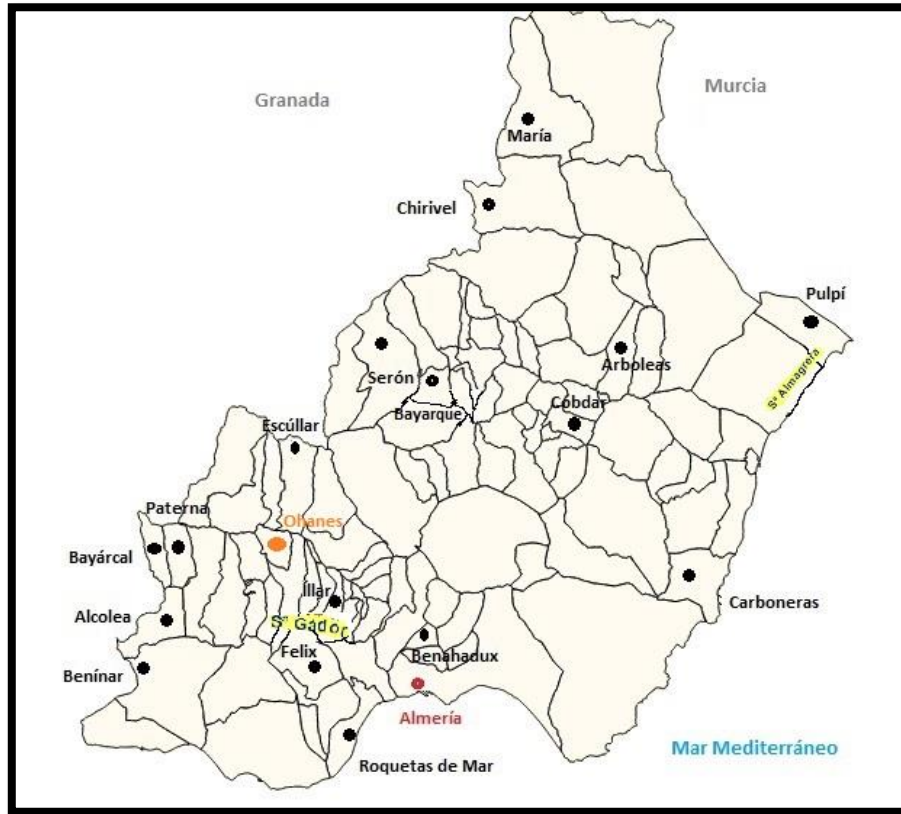 Granada
Murcia
María
Chirivel
Pulpí
Sª Almagrera
Arboleas
Serón
Bayarque
Cóbdar
Escúllar
Paterna
Ohanes
Bayárcal
Íllar
Carboneras
Alcolea
Sª Gádor
Felix
Benahadux
Benínar
Almería
Mar Mediterráneo
Roquetas de Mar